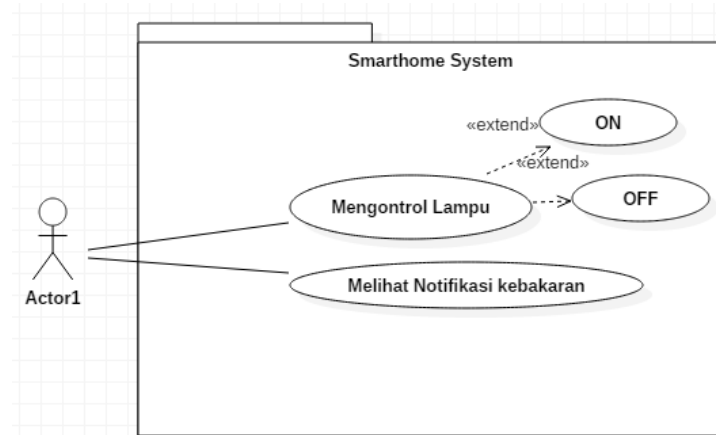 Smarthome System
«extend»
ON
«extend»
Mengontrol Lampu
OFF
Melihat Notifikasi kebakaran
Actor1